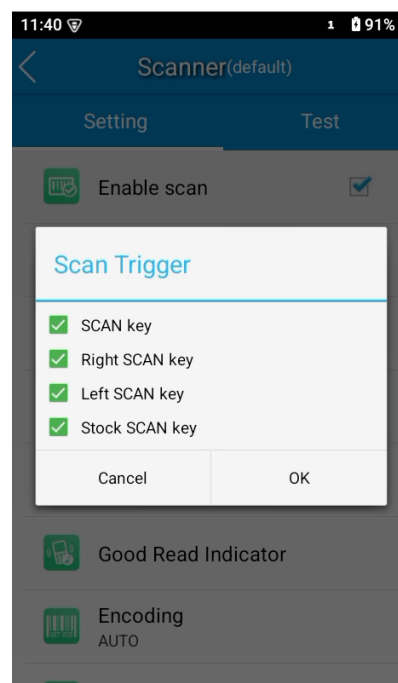 11:40 1 91%
Scanner(default)
Setting Test
Enable scan
Scan Trigger
SCAN key
Right SCAN key
Left SCAN key
Stock SCAN key
Cancel OK
Good Read Indicator
Encoding
AUTO